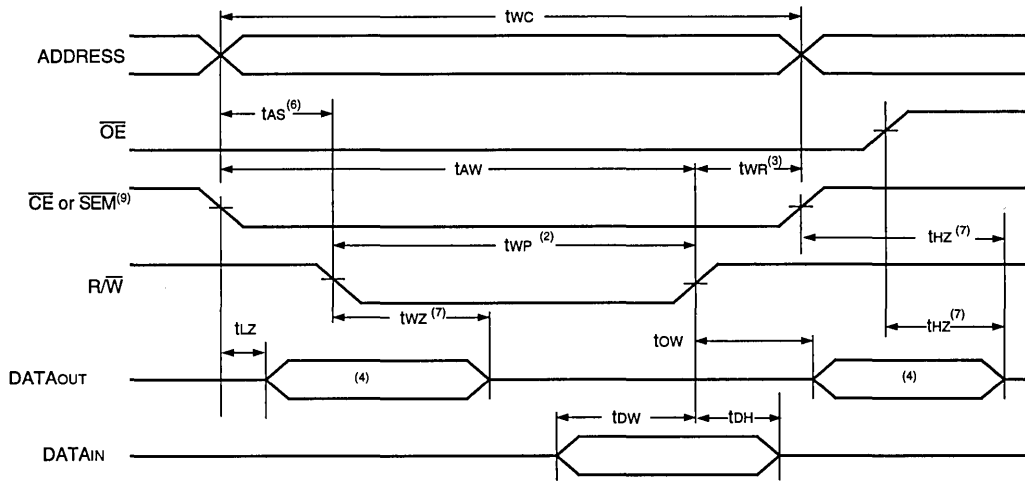 tWC
ADDRESS
tAS(6)
OE
tAW
tWR(3)
CE or SEM(9)
tWP (2)
tHZ(7)
R/W
tWZ(7)
tHZ(7)
tLZ
tOW
DATAOUT
(4)
(4)
tDW
tDH
DATAIN